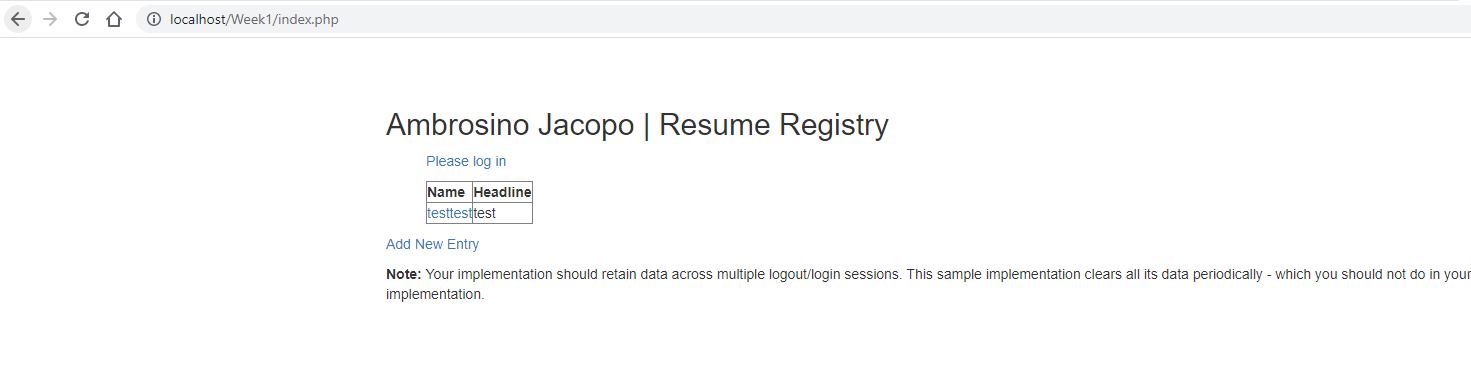 localhost/Week1/index.php
Ambrosino Jacopo | Resume Registry
Please log in
Name Headline
testtest test
Add New Entry
Note: Your implementation should retain data across multiple logout/login sessions. This sample implementation clears all its data periodically - which you should not do in your
implementation.